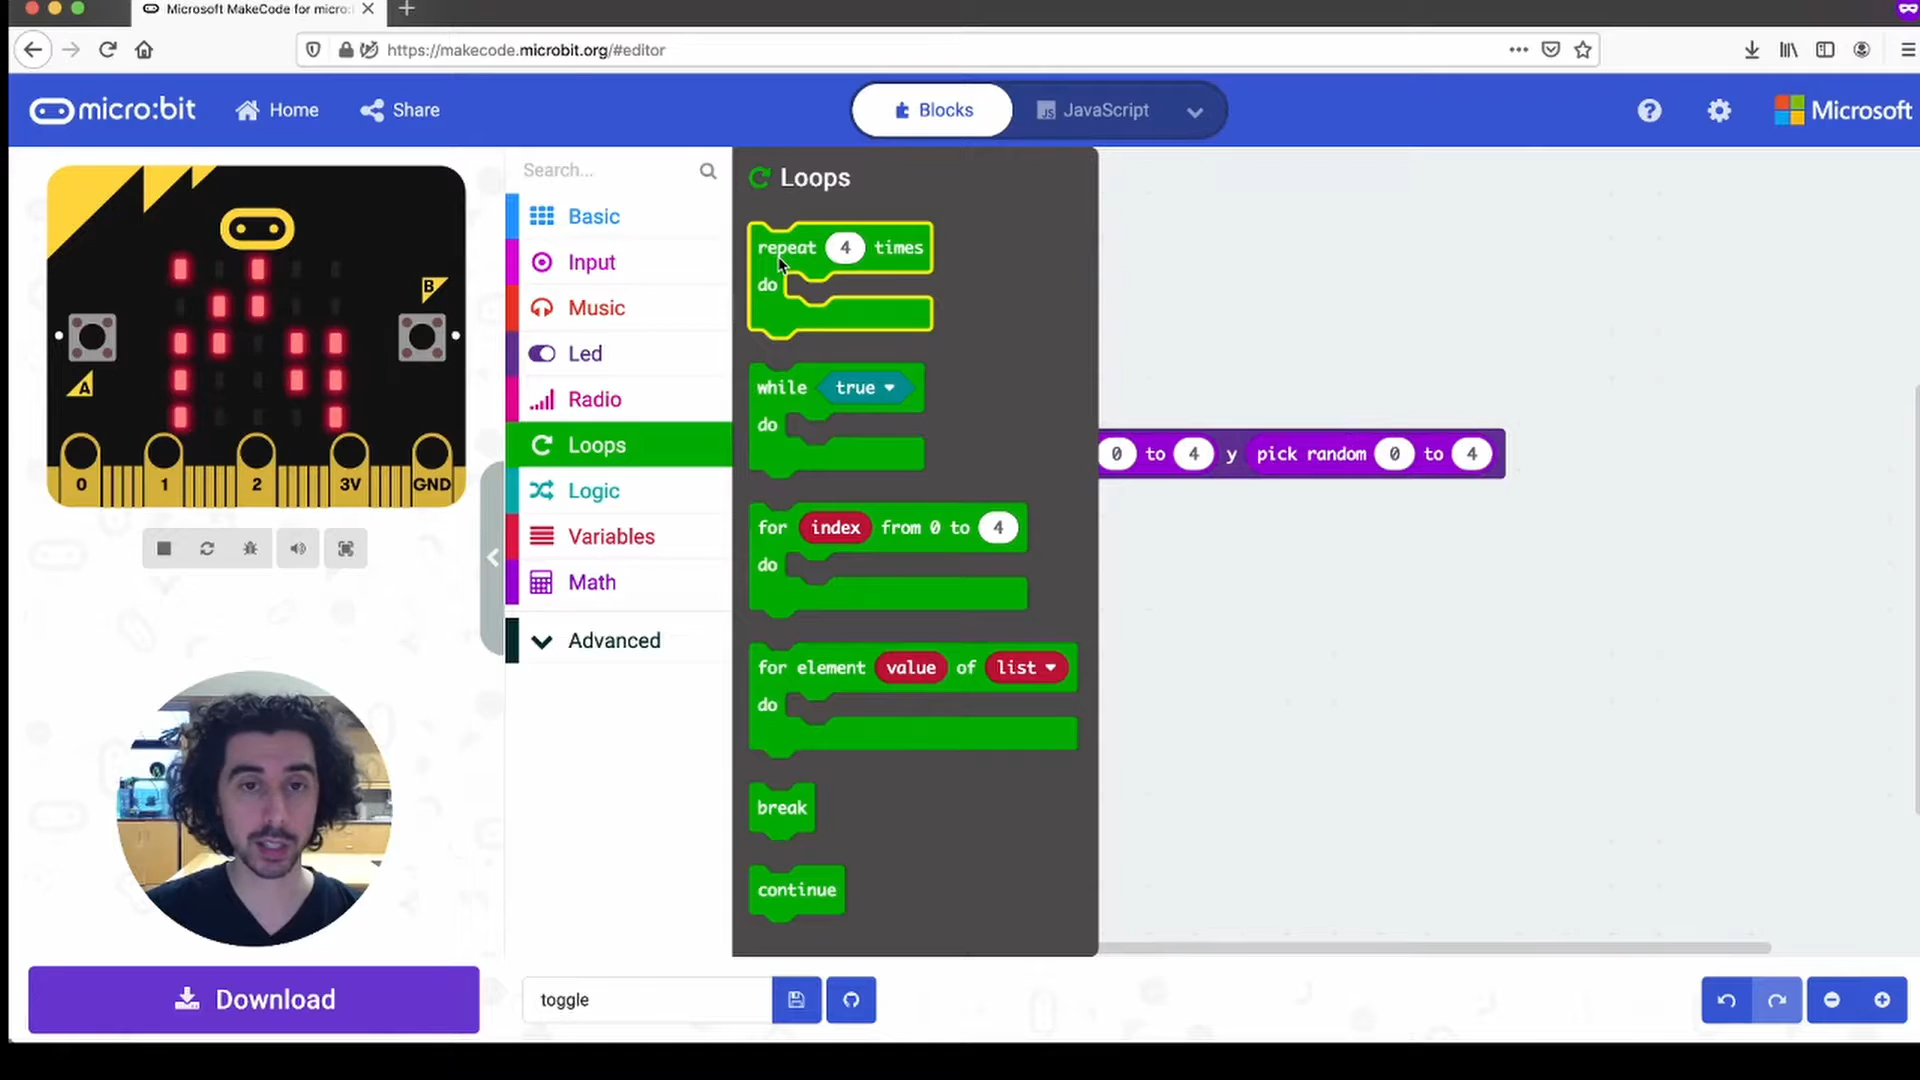 Microsoft MakeCode for micro:
https://makecode.microbit.org/#editor
micro:bit
Home
Share
Blocks
JS
JavaScript
Microsoft
Search...
Basic
Input
Music
Led
Radio
Loops
Logic
Variables
Math
Advanced
Loops
repeat 4 times
do
while true
do
for index from 0 to 4
do
for element value of list
do
break
continue
0 to 4 y pick random 0 to 4
B
A
0 1 2 3V GND
Download
toggle